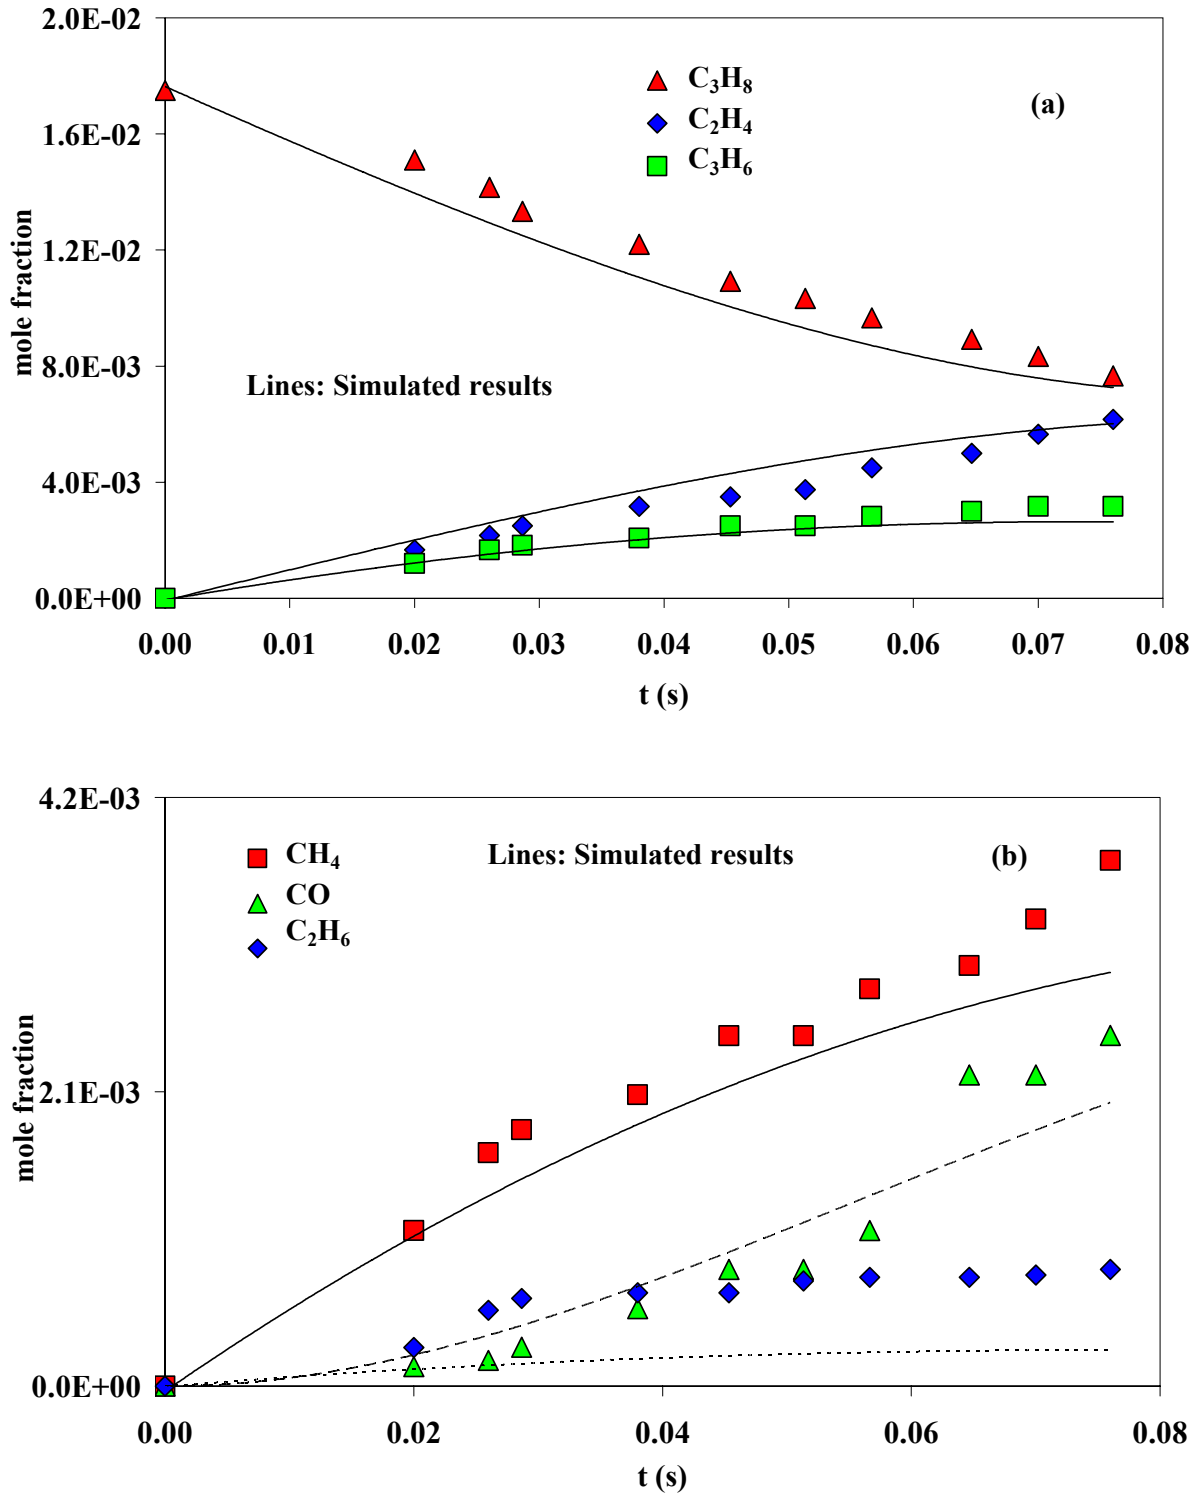 2.0E-02
C₃H₈
(a)
C₂H₄
1.6E-02
C₃H₆
1.2E-02
mole fraction
8.0E-03
Lines: Simulated results
4.0E-03
0.0E+00
0.00 0.01 0.02 0.03 0.04 0.05 0.06 0.07 0.08
t (s)
4.2E-03
CH₄
Lines: Simulated results
(b)
CO
C₂H₆
mole fraction
2.1E-03
0.0E+00
0.00 0.02 0.04 0.06 0.08
t (s)